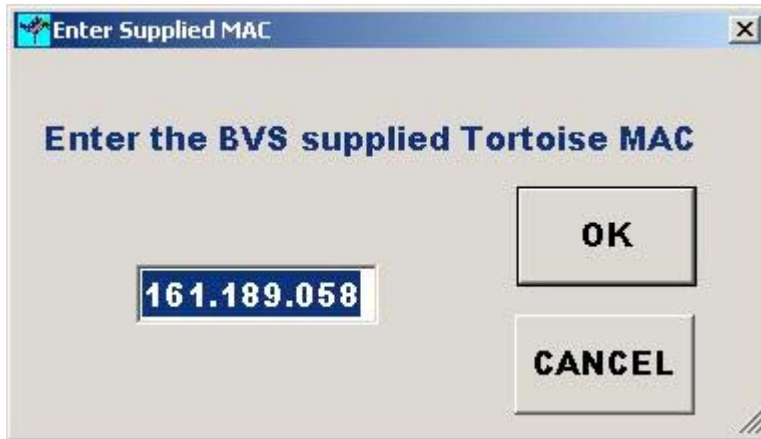 Enter Supplied MAC
Enter the BVS supplied Tortoise MAC
OK
161.189.058
CANCEL